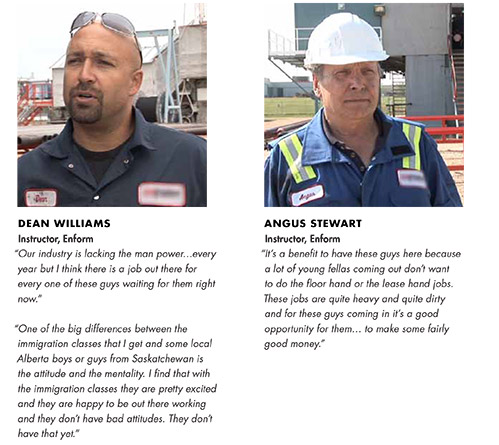 Dean
Angus
DEAN WILLIAMS
Instructor, Enform
"Our industry is lacking the man power...every
year but I think there is a job out there for
every one of these guys waiting for them right
now."
"One of the big differences between the
immigration classes that I get and some local
Alberta boys or guys from Saskatchewan is
the attitude and the mentality. I find that with
the immigration classes they are pretty excited
and they are happy to be out there working
and they don't have bad attitudes. They don't
have that yet."
ANGUS STEWART
Instructor, Enform
"It's a benefit to have these guys here because
a lot of young fellas coming out don't want
to do the floor hand or the lease hand jobs.
These jobs are quite heavy and quite dirty
and for these guys coming in it's a good
opportunity for them... to make some fairly
good money."